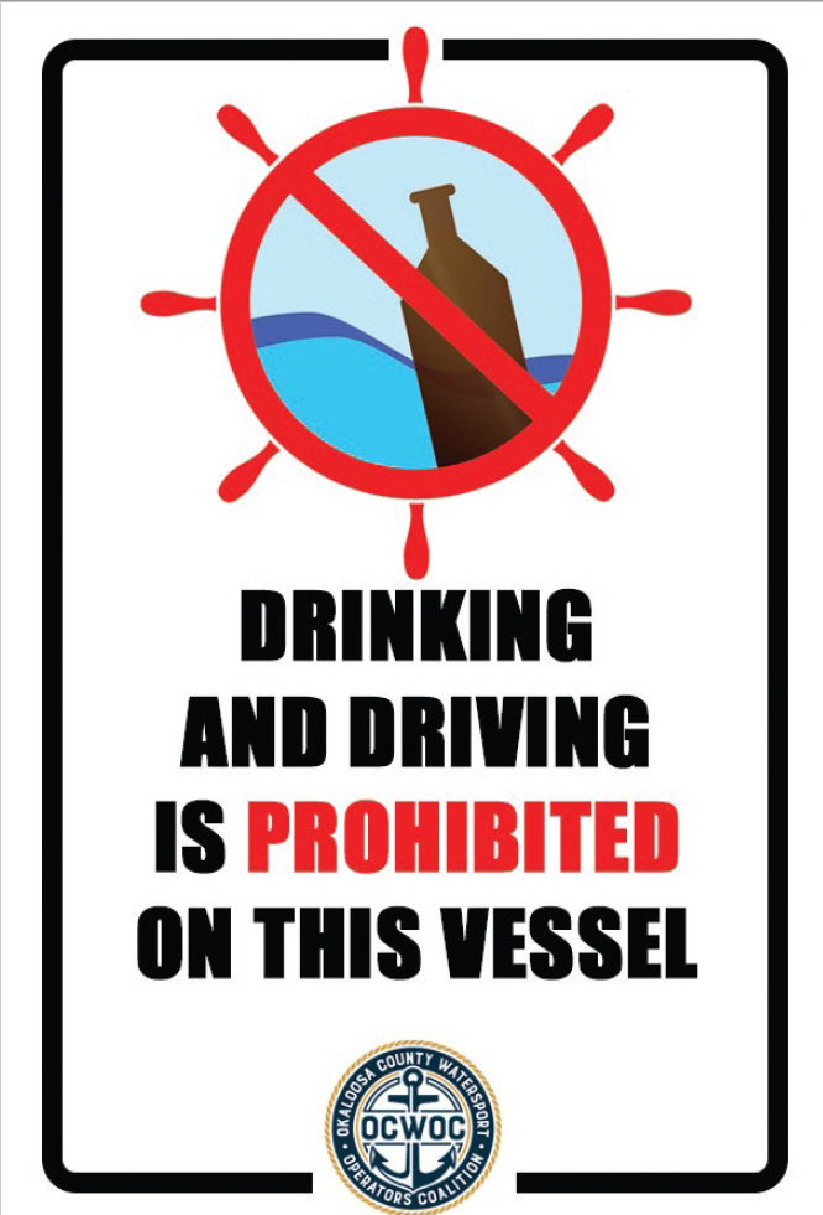 DRINKING
AND DRIVING
IS PROHIBITED
ON THIS VESSEL
OKALOOSA COUNTY WATERSPORT
OCWOC
OPERATORS COALITION